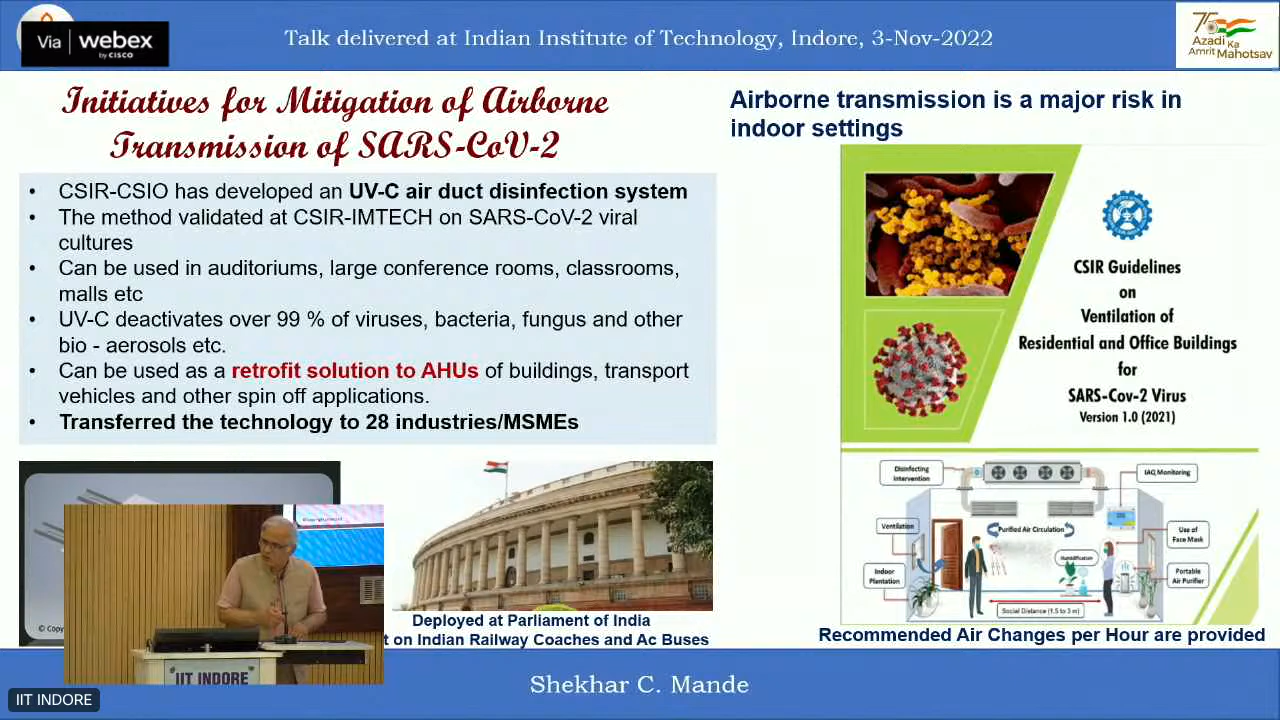 Via webex
by CISCO
Talk delivered at Indian Institute of Technology, Indore, 3-Nov-2022
75
Azadi Ka
Amrit Mahotsav
Initiatives for Mitigation of Airborne
Transmission of SARS-CoV-2
• CSIR-CSIO has developed an UV-C air duct disinfection system
• The method validated at CSIR-IMTECH on SARS-CoV-2 viral
cultures
• Can be used in auditoriums, large conference rooms, classrooms,
malls etc
• UV-C deactivates over 99 % of viruses, bacteria, fungus and other
bio - aerosols etc.
• Can be used as a retrofit solution to AHUs of buildings, transport
vehicles and other spin off applications.
• Transferred the technology to 28 industries/MSMEs
© Copy
IIT INDORE
Deployed at Parliament of India
t on Indian Railway Coaches and Ac Buses
Airborne transmission is a major risk in
indoor settings
CSIR Guidelines
on
Ventilation of
Residential and Office Buildings
for
SARS-Cov-2 Virus
Version 1.0 (2021)
Disinfecting
Intervention
IAQ Monitoring
Ventilation
Purified Air Circulation
Use of
Face Mask
Humidification
Indoor
Plantation
Portable
Air Purifier
Social Distance (1.5 to 3 m)
Recommended Air Changes per Hour are provided
Shekhar C. Mande
IIT INDORE